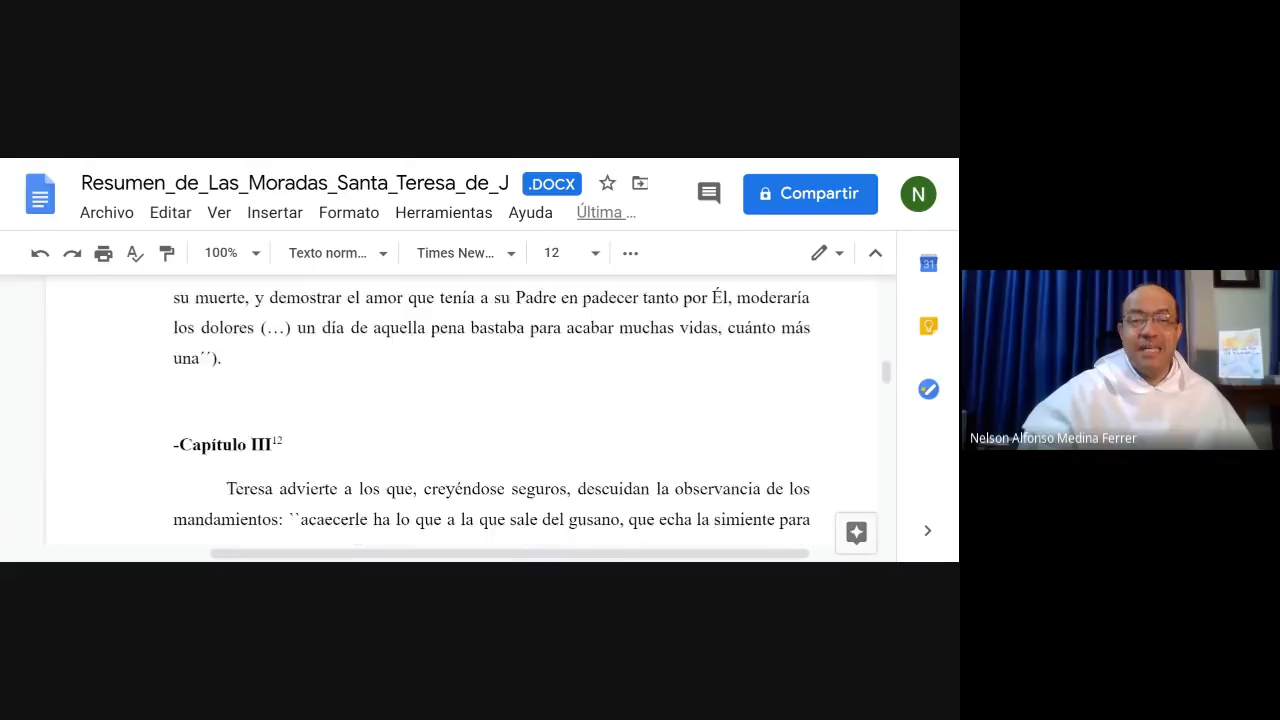 Resumen_de_Las_Moradas_Santa_Teresa_de_J .DOCX
Compartir
N
Archivo Editar Ver Insertar Formato Herramientas Ayuda Última ...
100% Texto norm... Times New... 12
31
su muerte, y demostrar el amor que tenía a su Padre en padecer tanto por Él, moderaría
los dolores (…) un día de aquella pena bastaba para acabar muchas vidas, cuánto más
una´´).
-Capítulo III12
Teresa advierte a los que, creyéndose seguros, descuidan la observancia de los
mandamientos: ``acaecerle ha lo que a la que sale del gusano, que echa la simiente para
Nelson Alfonso Medina Ferrer